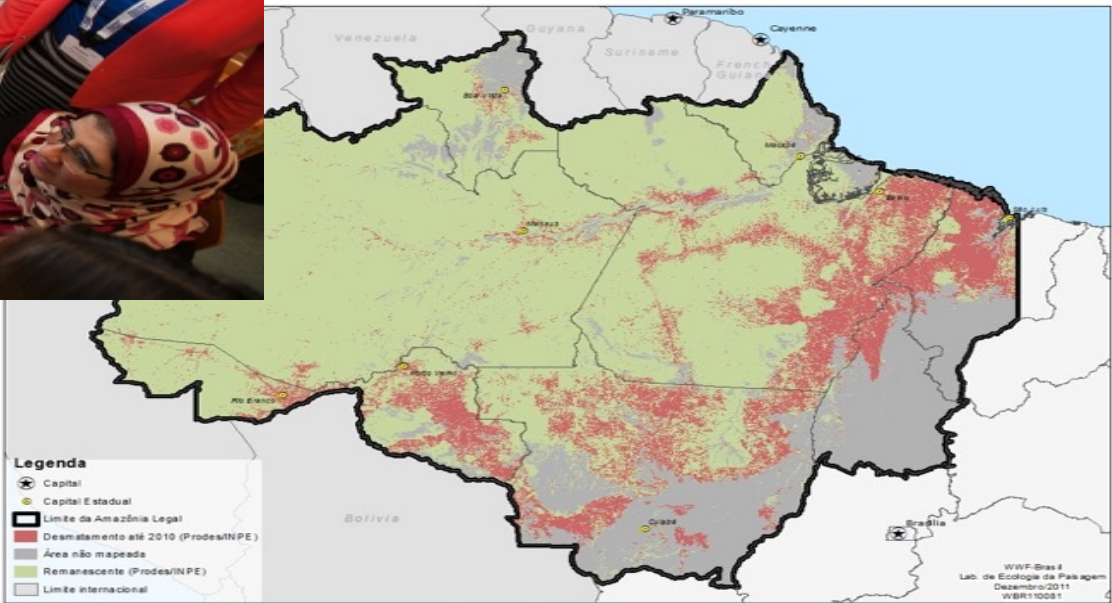 Paramaribo
Cayenne
Venezuela
Guyana
Suriname
French
Guiana
Boa Vista
Macapá
Belém
São Luís
Manaus
Porto Velho
Rio Branco
Bolivia
Cuiabá
Brasília
Legenda
Capital
Capital Estadual
Limite da Amazônia Legal
Desmatamento até 2010 (Prodes/INPE)
Área não mapeada
Remanescente (Prodes/INPE)
Limite internacional
WWF-Brasil
Lab. de Ecologia da Paisagem
Dezembro/2011
WBR110081